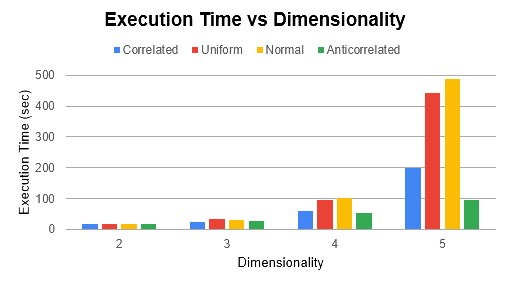 Execution Time vs Dimensionality
Correlated Uniform Normal Anticorrelated
500
400
300
200
100
0
Execution Time (sec)
2 3 4 5
Dimensionality